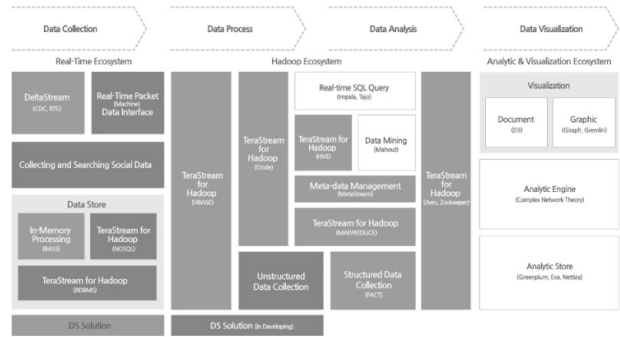 Data Collection
Data Process
Data Analysis
Data Visualization
Real-Time Ecosystem
Hadoop Ecosystem
Analytic & Visualization Ecosystem
DeltaStream
(CDC, RTE)
Real-Time Packet
(Machine)
Data Interface
Collecting and Searching Social Data
Data Store
In-Memory
Processing
(BASS)
TeraStream for
Hadoop
(NOSQL)
TeraStream for Hadoop
(RDBMS)
DS Solution
TeraStream
for
Hadoop
(HBASE)
TeraStream
for
Hadoop
(Oozie)
Real-time SQL Query
(Impala, Tajo)
TeraStream for
Hadoop
(HIVE)
Data Mining
(Mahout)
Meta-data Management
(MetaStream)
TeraStream for Hadoop
(MAP/REDUCE)
Unstructured
Data Collection
Structured Data
Collection
(FACT)
TeraStream
for
Hadoop
(Avro, Zookeeper)
DS Solution (In Developing)
Visualization
Document
(D3)
Graphic
(Giraph, Gremlin)
Analytic Engine
(Complex Network Theory)
Analytic Store
(Greenplum, Exa, Nettiza)